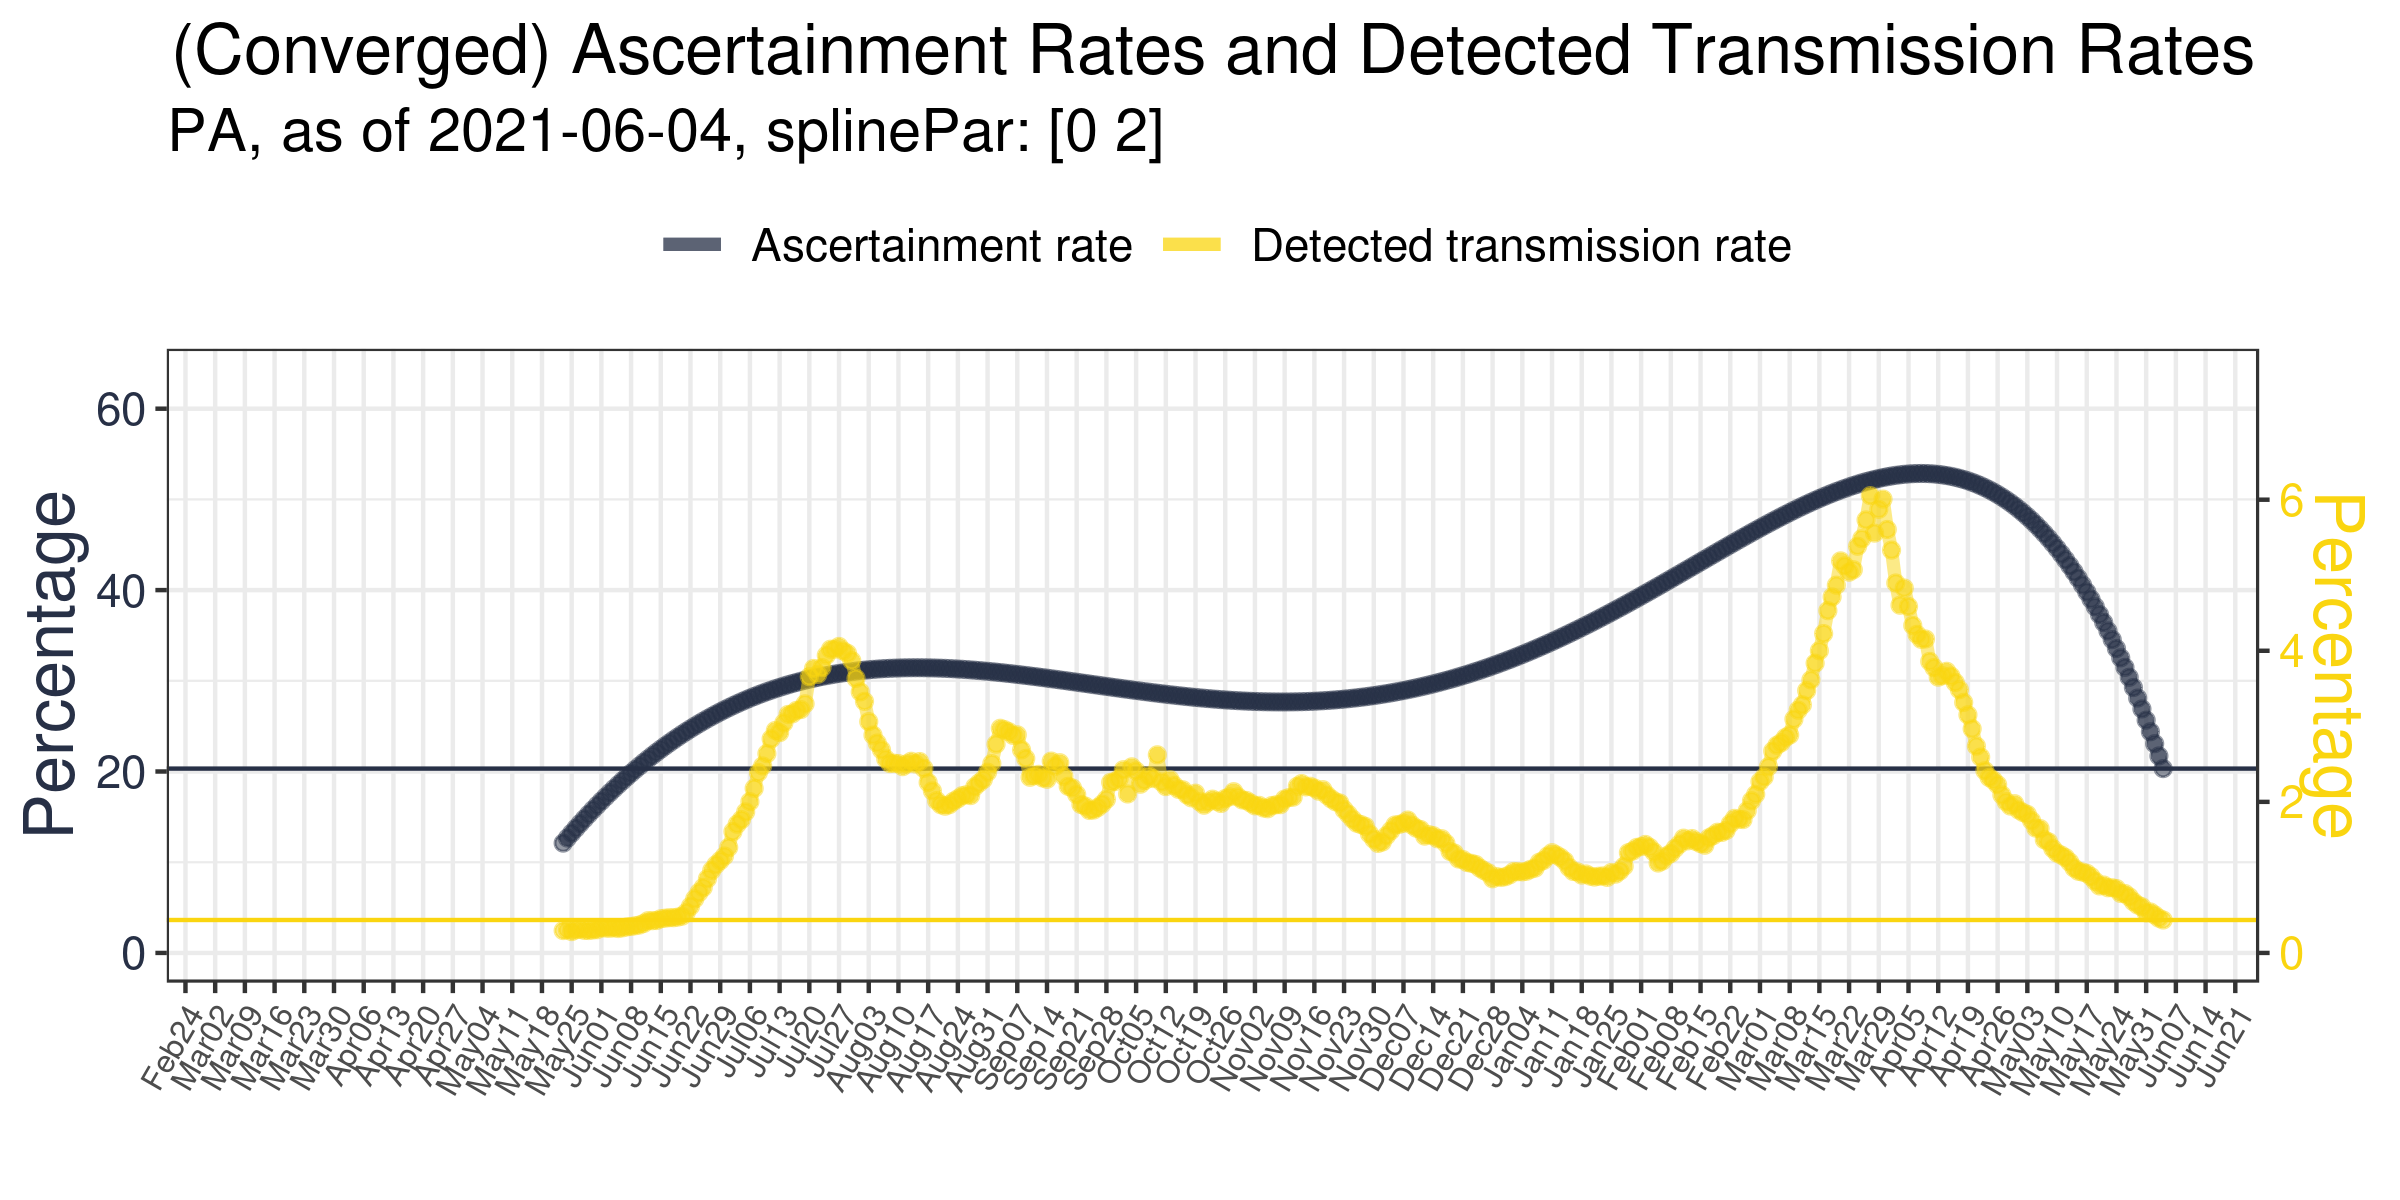 (Converged) Ascertainment Rates and Detected Transmission Rates
PA, as of 2021-06-04, splinePar: [0 2]
Ascertainment rate
Detected transmission rate
Percentage
60
40
20
0
6
4
2
0
Percentage
Feb24
Mar02
Mar09
Mar16
Mar23
Mar30
Apr06
Apr13
Apr20
Apr27
May04
May11
May18
May25
Jun01
Jun08
Jun15
Jun22
Jun29
Jul06
Jul13
Jul20
Jul27
Aug03
Aug10
Aug17
Aug24
Aug31
Sep07
Sep14
Sep21
Sep28
Oct05
Oct12
Oct19
Oct26
Nov02
Nov09
Nov16
Nov23
Nov30
Dec07
Dec14
Dec21
Dec28
Jan04
Jan11
Jan18
Jan25
Feb01
Feb08
Feb15
Feb22
Mar01
Mar08
Mar15
Mar22
Mar29
Apr05
Apr12
Apr19
Apr26
May03
May10
May17
May24
May31
Jun07
Jun14
Jun21